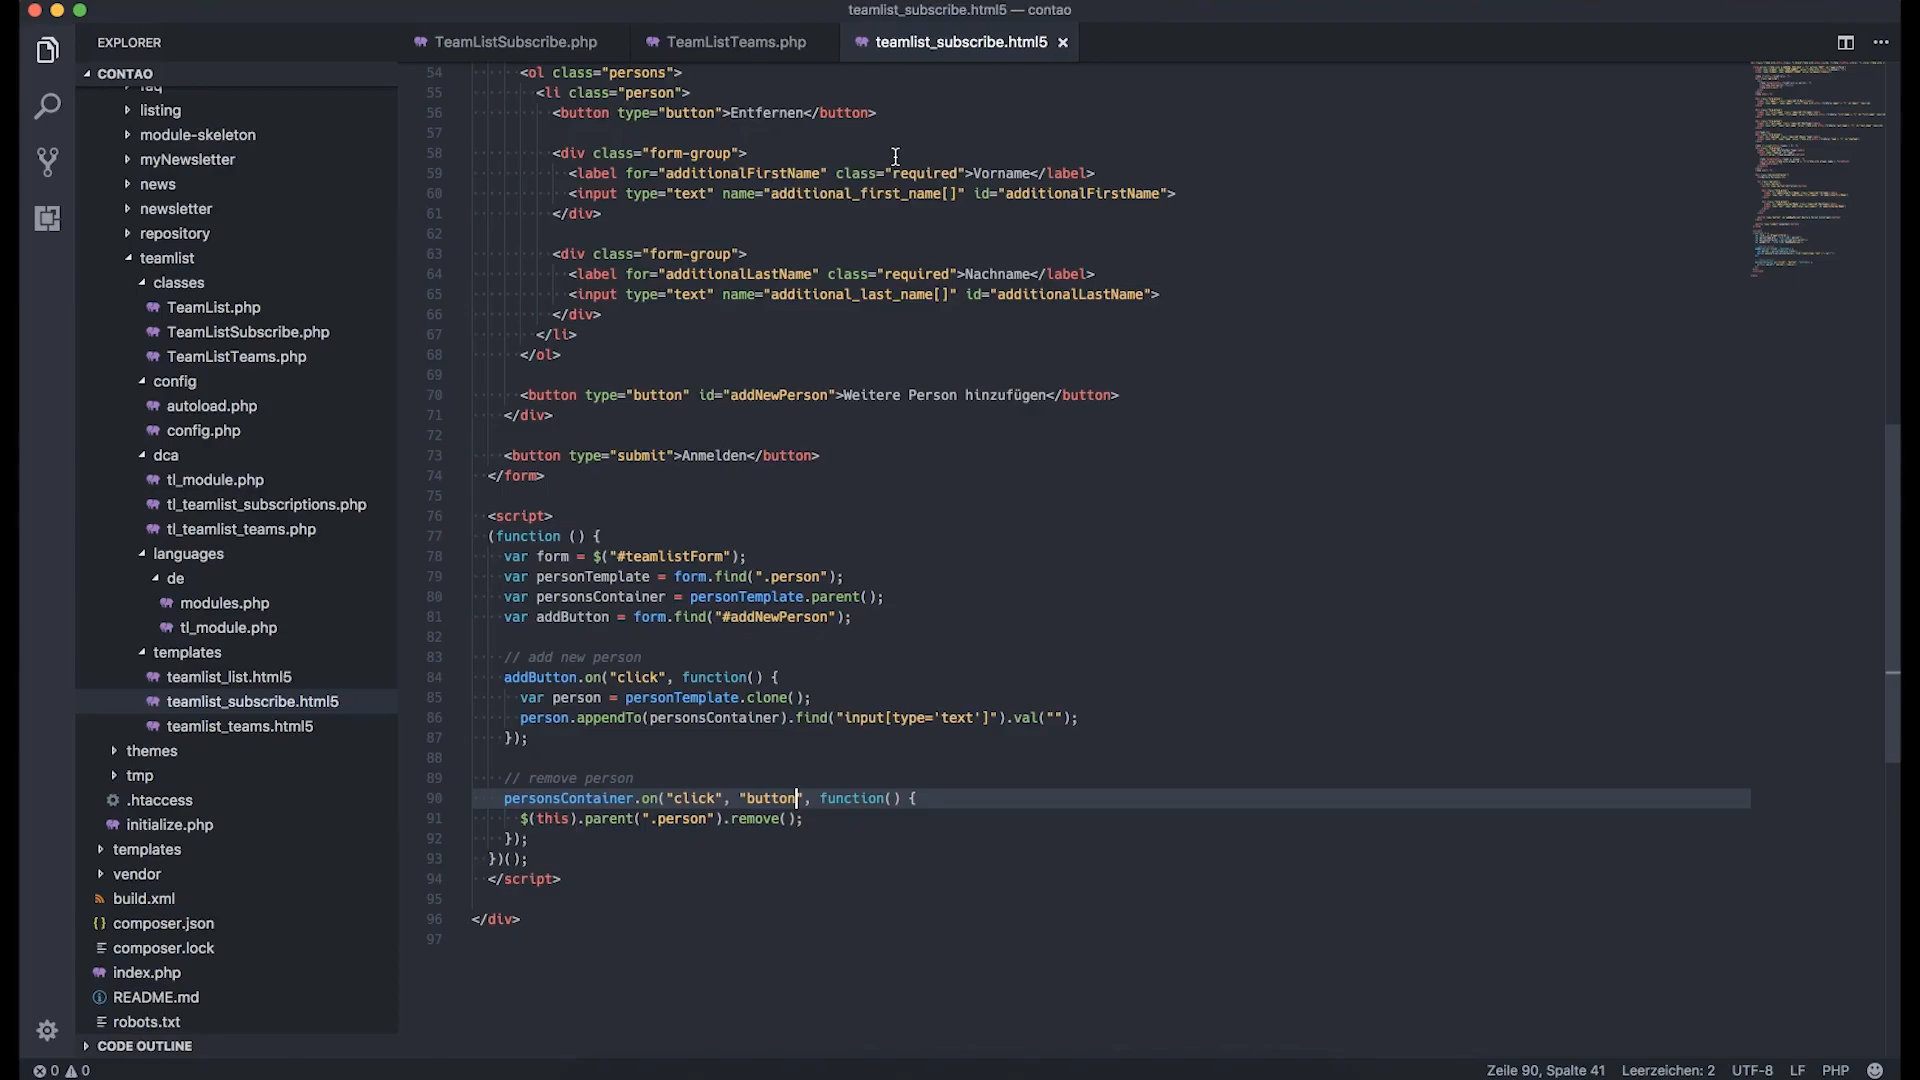 teamlist_subscribe.html5 — contao
EXPLORER
TeamListSubscribe.php
TeamListTeams.php
teamlist_subscribe.html5
CONTAO
faq
listing
module-skeleton
myNewsletter
news
newsletter
repository
teamlist
classes
TeamList.php
TeamListSubscribe.php
TeamListTeams.php
config
autoload.php
config.php
dca
tl_module.php
tl_teamlist_subscriptions.php
tl_teamlist_teams.php
languages
de
modules.php
tl_module.php
templates
teamlist_list.html5
teamlist_subscribe.html5
teamlist_teams.html5
themes
tmp
.htaccess
initialize.php
templates
vendor
build.xml
composer.json
composer.lock
index.php
README.md
robots.txt
CODE OUTLINE
54 <ol class="persons">
55 <li class="person">
56 <button type="button">Entfernen</button>
57
58 <div class="form-group">
59 <label for="additionalFirstName" class="required">Vorname</label>
60 <input type="text" name="additional_first_name[]" id="additionalFirstName">
61 </div>
62
63 <div class="form-group">
64 <label for="additionalLastName" class="required">Nachname</label>
65 <input type="text" name="additional_last_name[]" id="additionalLastName">
66 </div>
67 </li>
68 </ol>
69
70 <button type="button" id="addNewPerson">Weitere Person hinzufügen</button>
71 </div>
72
73 <button type="submit">Anmelden</button>
74 </form>
75
76 <script>
77 (function () {
78 var form = $("#teamlistForm");
79 var personTemplate = form.find(".person");
80 var personsContainer = personTemplate.parent();
81 var addButton = form.find("#addNewPerson");
82
83 // add new person
84 addButton.on("click", function() {
85 var person = personTemplate.clone();
86 person.appendTo(personsContainer).find("input[type='text']").val("");
87 });
88
89 // remove person
90 personsContainer.on("click", "button", function() {
91 $(this).parent(".person").remove();
92 });
93 })();
94 </script>
95
96 </div>
97
0 0
Zeile 90, Spalte 41 Leerzeichen: 2 UTF-8 LF PHP